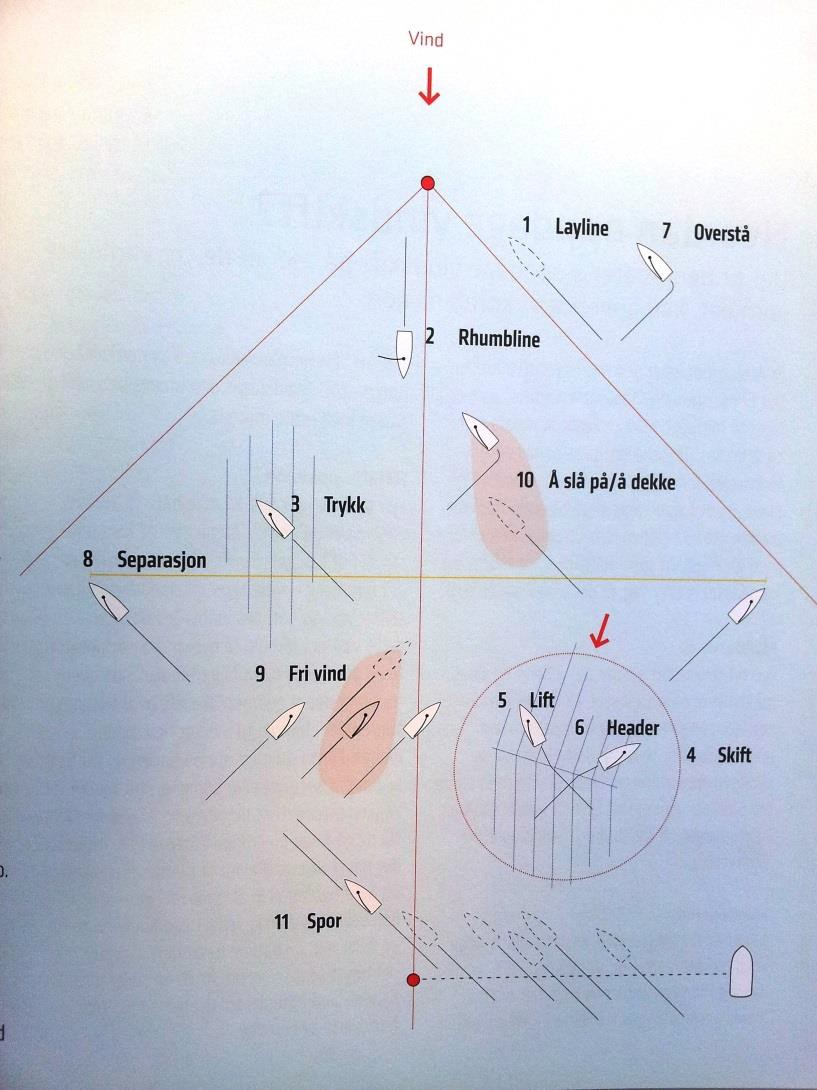 Vind
1 Layline
7 Overstå
2 Rhumbline
10 Å slå på/å dekke
3 Trykk
8 Separasjon
9 Fri vind
5 Lift
6 Header
4 Skift
11 Spor